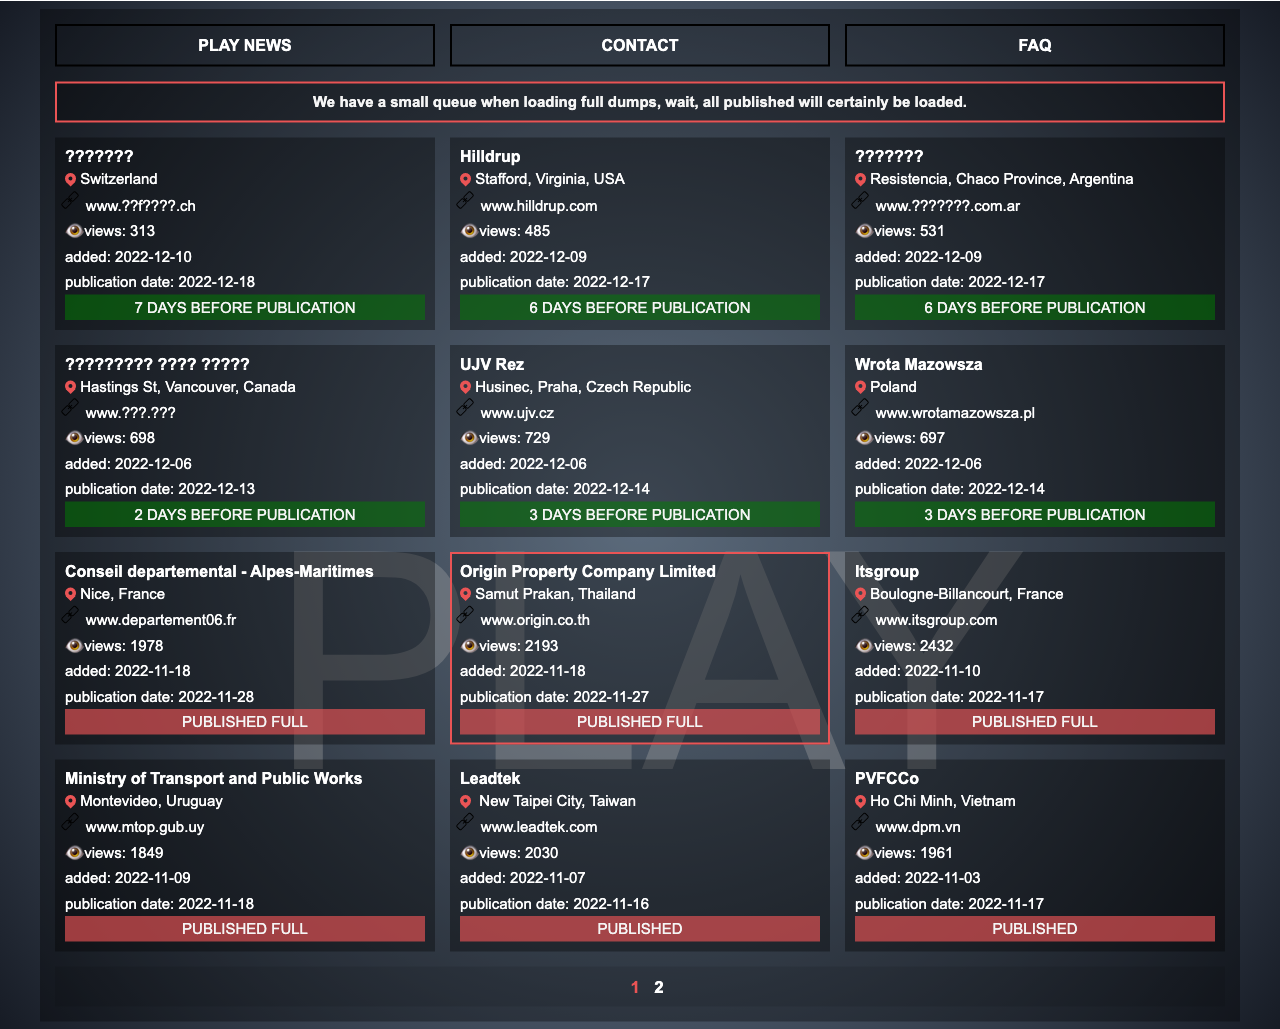 PLAY NEWS
CONTACT
FAQ
We have a small queue when loading full dumps, wait, all published will certainly be loaded.
???????
Switzerland
www.??f????.ch
views: 313
added: 2022-12-10
publication date: 2022-12-18
7 DAYS BEFORE PUBLICATION
Hilldrup
Stafford, Virginia, USA
www.hilldrup.com
views: 485
added: 2022-12-09
publication date: 2022-12-17
6 DAYS BEFORE PUBLICATION
???????
Resistencia, Chaco Province, Argentina
www.???????.com.ar
views: 531
added: 2022-12-09
publication date: 2022-12-17
6 DAYS BEFORE PUBLICATION
????????? ???? ?????
Hastings St, Vancouver, Canada
www.???.???
views: 698
added: 2022-12-06
publication date: 2022-12-13
2 DAYS BEFORE PUBLICATION
UJV Rez
Husinec, Praha, Czech Republic
www.ujv.cz
views: 729
added: 2022-12-06
publication date: 2022-12-14
3 DAYS BEFORE PUBLICATION
Wrota Mazowsza
Poland
www.wrotamazowsza.pl
views: 697
added: 2022-12-06
publication date: 2022-12-14
3 DAYS BEFORE PUBLICATION
Conseil departemental - Alpes-Maritimes
Nice, France
www.departement06.fr
views: 1978
added: 2022-11-18
publication date: 2022-11-28
PUBLISHED FULL
Origin Property Company Limited
Samut Prakan, Thailand
www.origin.co.th
views: 2193
added: 2022-11-18
publication date: 2022-11-27
PUBLISHED FULL
Itsgroup
Boulogne-Billancourt, France
www.itsgroup.com
views: 2432
added: 2022-11-10
publication date: 2022-11-17
PUBLISHED FULL
PLAY
Ministry of Transport and Public Works
Montevideo, Uruguay
www.mtop.gub.uy
views: 1849
added: 2022-11-09
publication date: 2022-11-18
PUBLISHED FULL
Leadtek
New Taipei City, Taiwan
www.leadtek.com
views: 2030
added: 2022-11-07
publication date: 2022-11-16
PUBLISHED
PVFCCo
Ho Chi Minh, Vietnam
www.dpm.vn
views: 1961
added: 2022-11-03
publication date: 2022-11-17
PUBLISHED
1 2